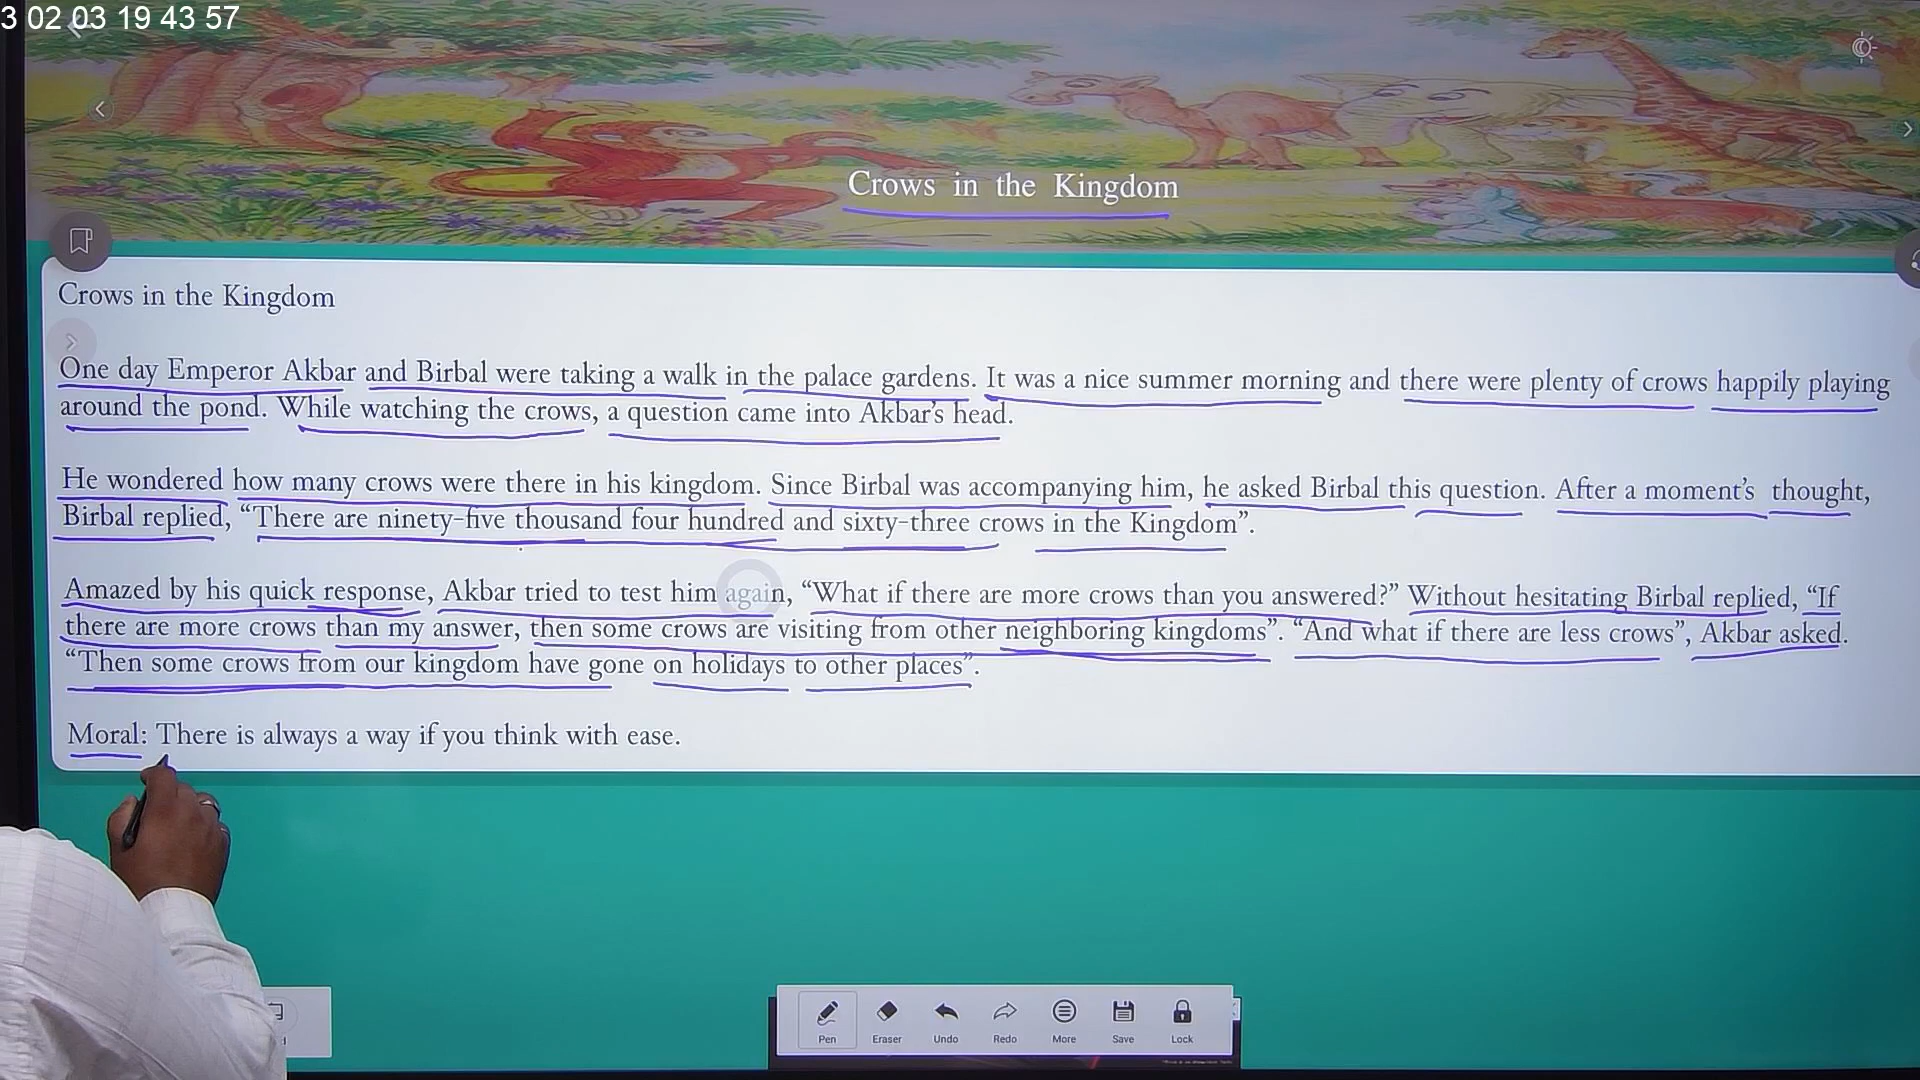 3 02 03 19 43 57
Crows in the Kingdom
Crows in the Kingdom
One day Emperor Akbar and Birbal were taking a walk in the palace gardens. It was a nice summer morning and there were plenty of crows happily playing
around the pond. While watching the crows, a question came into Akbar’s head.
He wondered how many crows were there in his kingdom. Since Birbal was accompanying him, he asked Birbal this question. After a moment’s thought,
Birbal replied, “There are ninety-five thousand four hundred and sixty-three crows in the Kingdom”.
Amazed by his quick response, Akbar tried to test him again, “What if there are more crows than you answered?” Without hesitating Birbal replied, “If
there are more crows than my answer, then some crows are visiting from other neighboring kingdoms”. “And what if there are less crows”, Akbar asked.
“Then some crows from our kingdom have gone on holidays to other places”.
Moral: There is always a way if you think with ease.
Pen Eraser Undo Redo More Save Lock